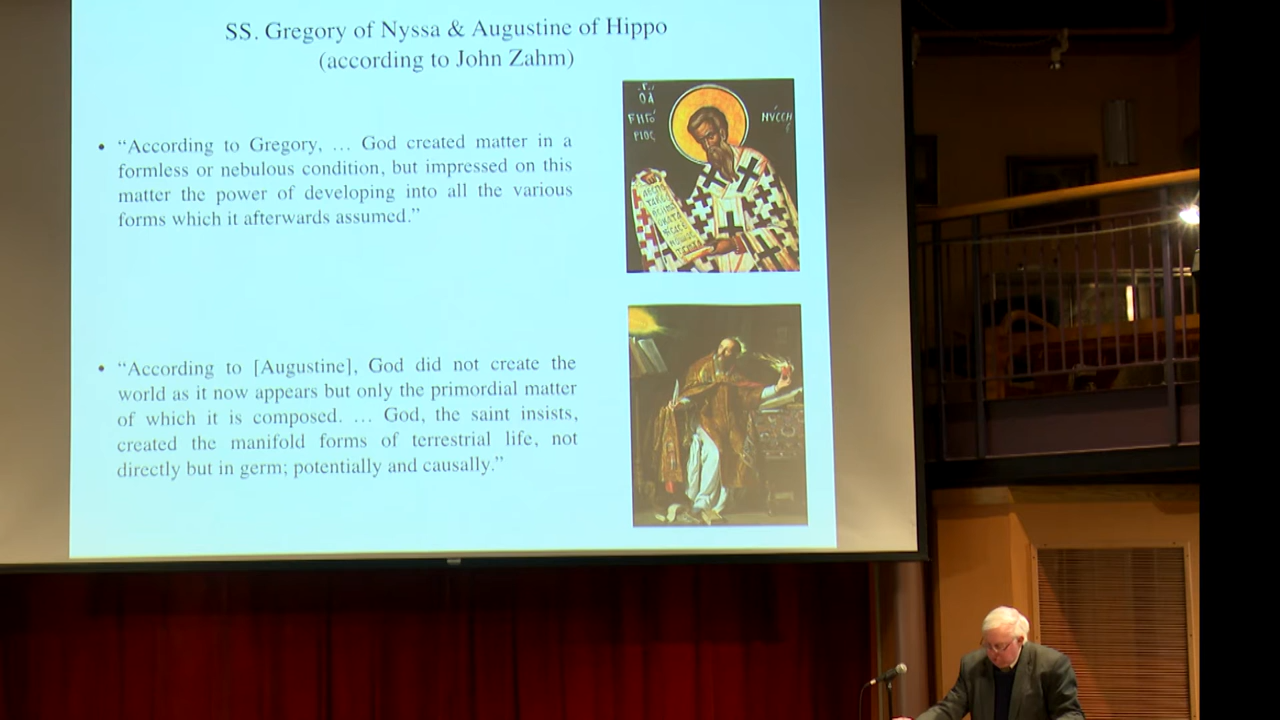 SS. Gregory of Nyssa & Augustine of Hippo
(according to John Zahm)
• “According to Gregory, … God created matter in a
formless or nebulous condition, but impressed on this
matter the power of developing into all the various
forms which it afterwards assumed.”
ΝΥCCΗ
• “According to [Augustine], God did not create the
world as it now appears but only the primordial matter
of which it is composed. … God, the saint insists,
created the manifold forms of terrestrial life, not
directly but in germ; potentially and causally.”